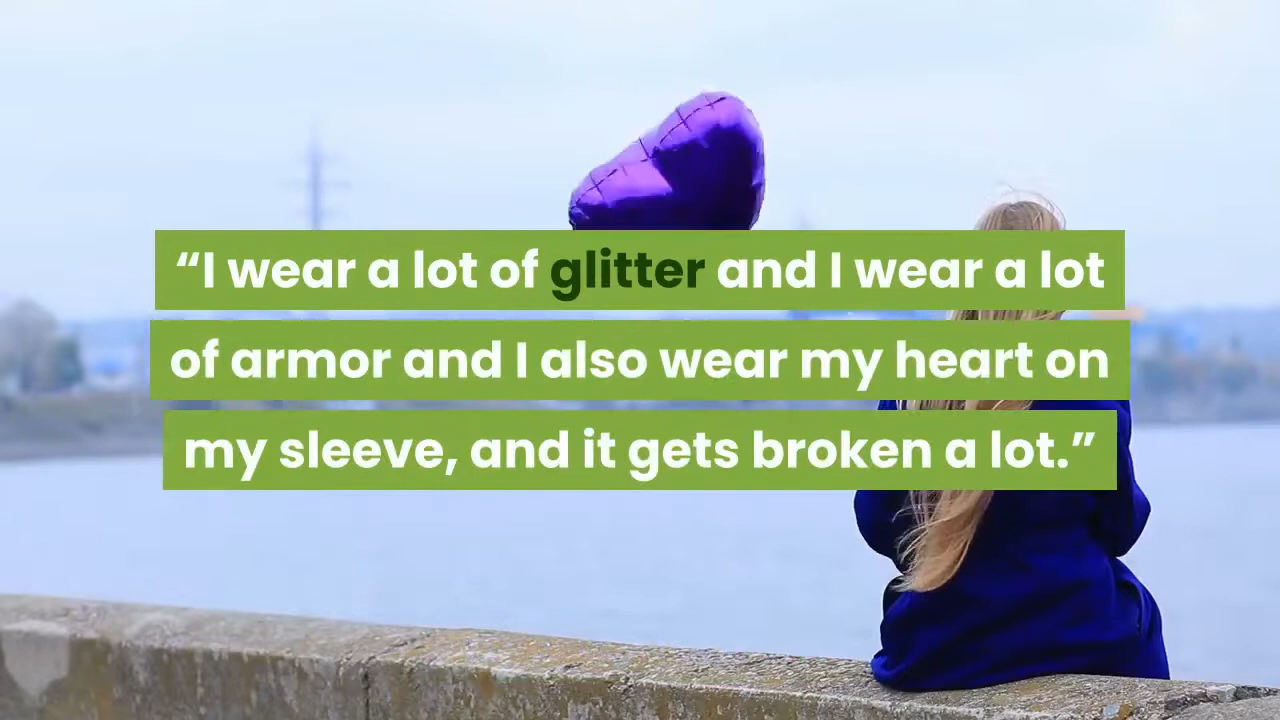 “I wear a lot of glitter and I wear a lot
of armor and I also wear my heart on
my sleeve, and it gets broken a lot.”